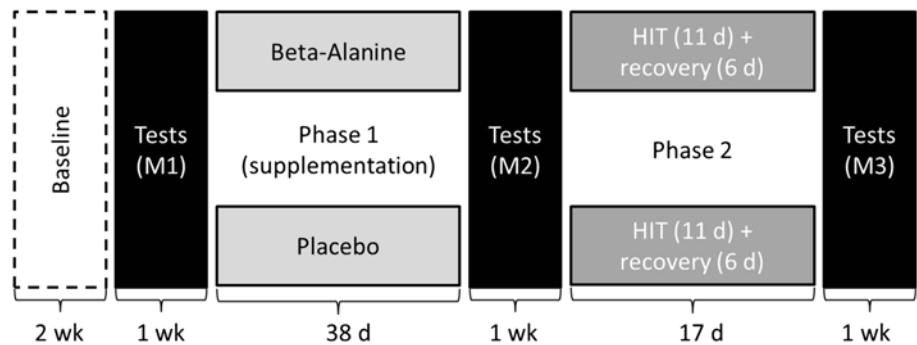 Baseline
Tests
(M1)
Beta-Alanine
Phase 1
(supplementation)
Placebo
Tests
(M2)
HIT (11 d) +
recovery (6 d)
Phase 2
HIT (11 d) +
recovery (6 d)
Tests
(M3)
2 wk
1 wk
38 d
1 wk
17 d
1 wk